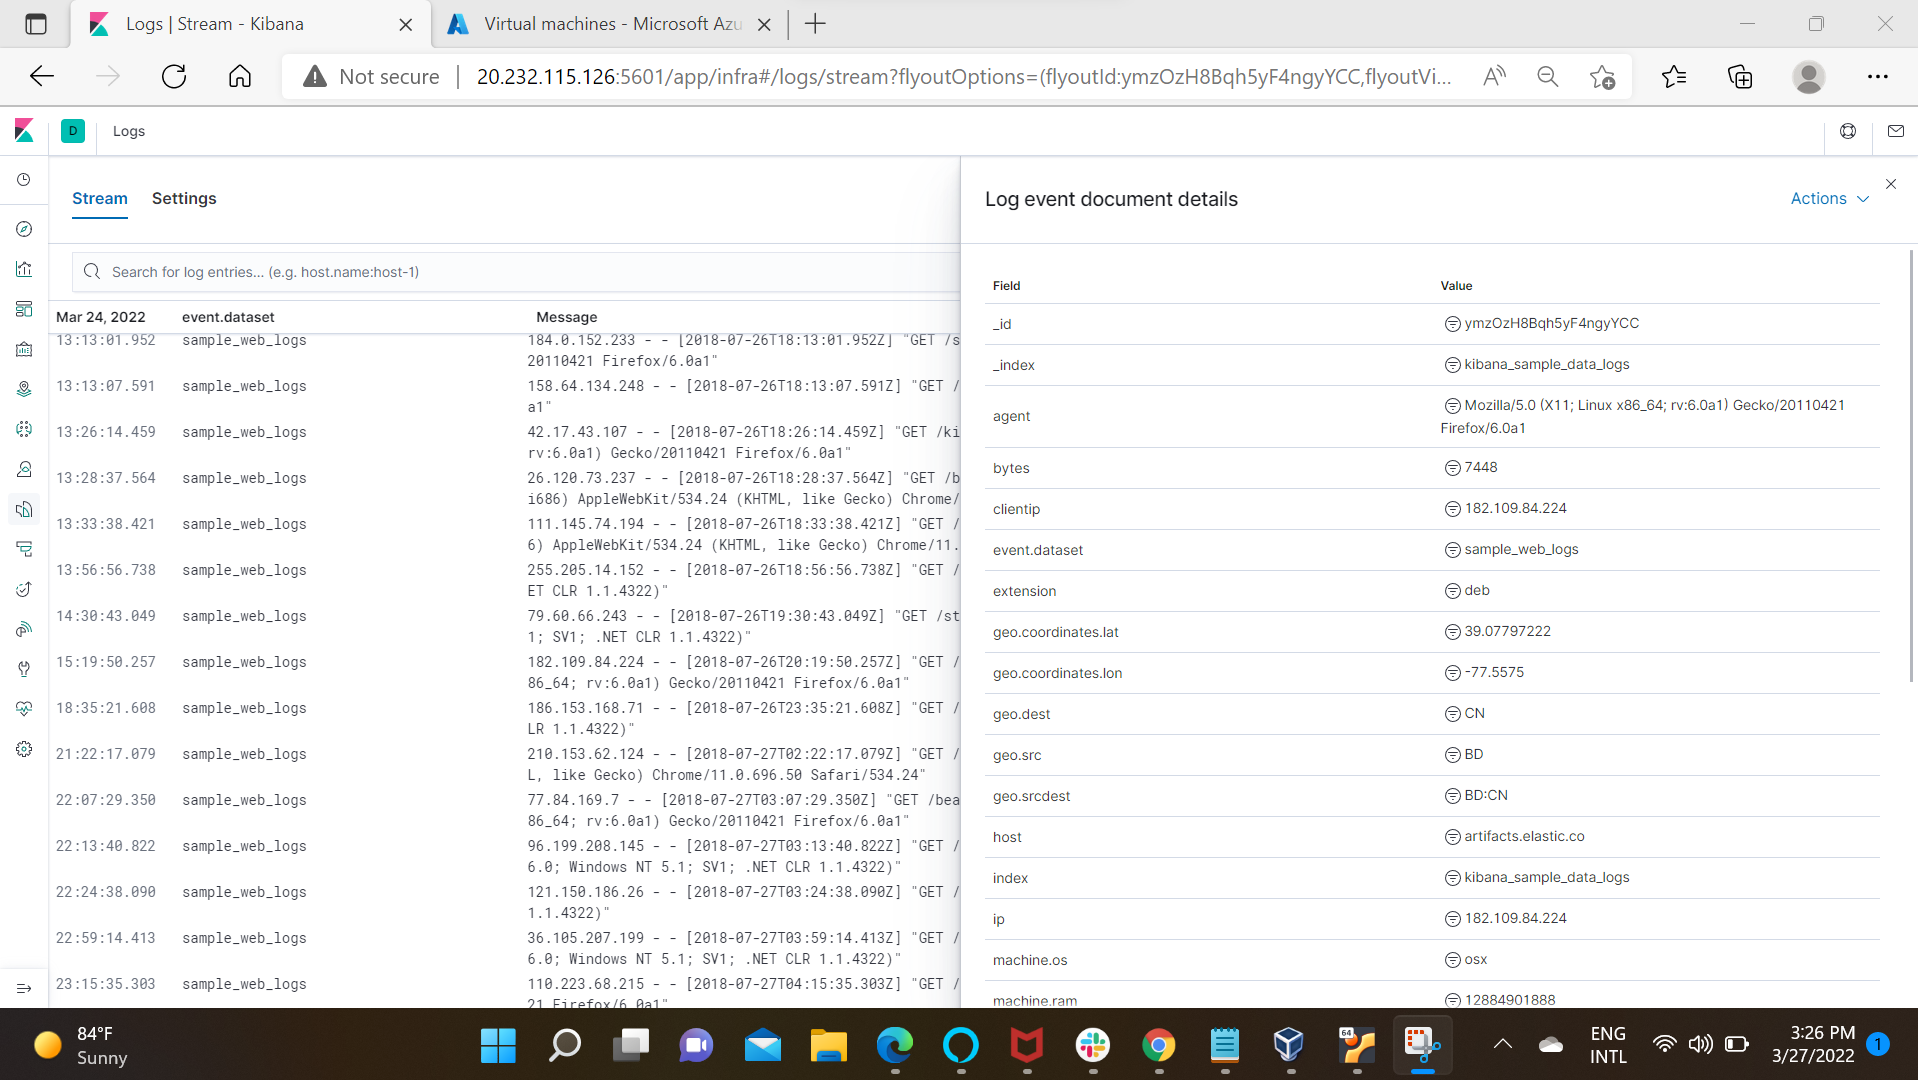 Logs | Stream - Kibana
Virtual machines - Microsoft Azu
Not secure
20.232.115.126:5601/app/infra#/logs/stream?flyoutOptions=(flyoutId:ymzOzH8Bqh5yF4ngyYCC,flyoutVi...
D
Logs
Stream
Settings
Search for log entries... (e.g. host.name:host-1)
Mar 24, 2022 event.dataset Message
13:13:01.952 sample_web_logs 184.0.152.233 - - [2018-07-26T18:13:01.952Z] "GET /s
20110421 Firefox/6.0a1"
13:13:07.591 sample_web_logs 158.64.134.248 - - [2018-07-26T18:13:07.591Z] "GET /
a1"
13:26:14.459 sample_web_logs 42.17.43.107 - - [2018-07-26T18:26:14.459Z] "GET /ki
rv:6.0a1) Gecko/20110421 Firefox/6.0a1"
13:28:37.564 sample_web_logs 26.120.73.237 - - [2018-07-26T18:28:37.564Z] "GET /b
i686) AppleWebKit/534.24 (KHTML, like Gecko) Chrome/
13:33:38.421 sample_web_logs 111.145.74.194 - - [2018-07-26T18:33:38.421Z] "GET /
6) AppleWebKit/534.24 (KHTML, like Gecko) Chrome/11.
13:56:56.738 sample_web_logs 255.205.14.152 - - [2018-07-26T18:56:56.738Z] "GET /
ET CLR 1.1.4322)"
14:30:43.049 sample_web_logs 79.60.66.243 - - [2018-07-26T19:30:43.049Z] "GET /st
1; SV1; .NET CLR 1.1.4322)"
15:19:50.257 sample_web_logs 182.109.84.224 - - [2018-07-26T20:19:50.257Z] "GET /
86_64; rv:6.0a1) Gecko/20110421 Firefox/6.0a1"
18:35:21.608 sample_web_logs 186.153.168.71 - - [2018-07-26T23:35:21.608Z] "GET /
LR 1.1.4322)"
21:22:17.079 sample_web_logs 210.153.62.124 - - [2018-07-27T02:22:17.079Z] "GET /
L, like Gecko) Chrome/11.0.696.50 Safari/534.24"
22:07:29.350 sample_web_logs 77.84.169.7 - - [2018-07-27T03:07:29.350Z] "GET /bea
86_64; rv:6.0a1) Gecko/20110421 Firefox/6.0a1"
22:13:40.822 sample_web_logs 96.199.208.145 - - [2018-07-27T03:13:40.822Z] "GET /
6.0; Windows NT 5.1; SV1; .NET CLR 1.1.4322)"
22:24:38.090 sample_web_logs 121.150.186.26 - - [2018-07-27T03:24:38.090Z] "GET /
1.1.4322)"
22:59:14.413 sample_web_logs 36.105.207.199 - - [2018-07-27T03:59:14.413Z] "GET /
6.0; Windows NT 5.1; SV1; .NET CLR 1.1.4322)"
23:15:35.303 sample_web_logs 110.223.68.215 - - [2018-07-27T04:15:35.303Z] "GET /
21 Firefox/6.0a1"
Log event document details
Actions
Field Value
_id ymzOzH8Bqh5yF4ngyYCC
_index kibana_sample_data_logs
agent Mozilla/5.0 (X11; Linux x86_64; rv:6.0a1) Gecko/20110421
Firefox/6.0a1
bytes 7448
clientip 182.109.84.224
event.dataset sample_web_logs
extension deb
geo.coordinates.lat 39.07797222
geo.coordinates.lon -77.5575
geo.dest CN
geo.src BD
geo.srcdest BD:CN
host artifacts.elastic.co
index kibana_sample_data_logs
ip 182.109.84.224
machine.os osx
machine.ram 12884901888
84°F
Sunny
64
ENG
INTL
3:26 PM
3/27/2022
1